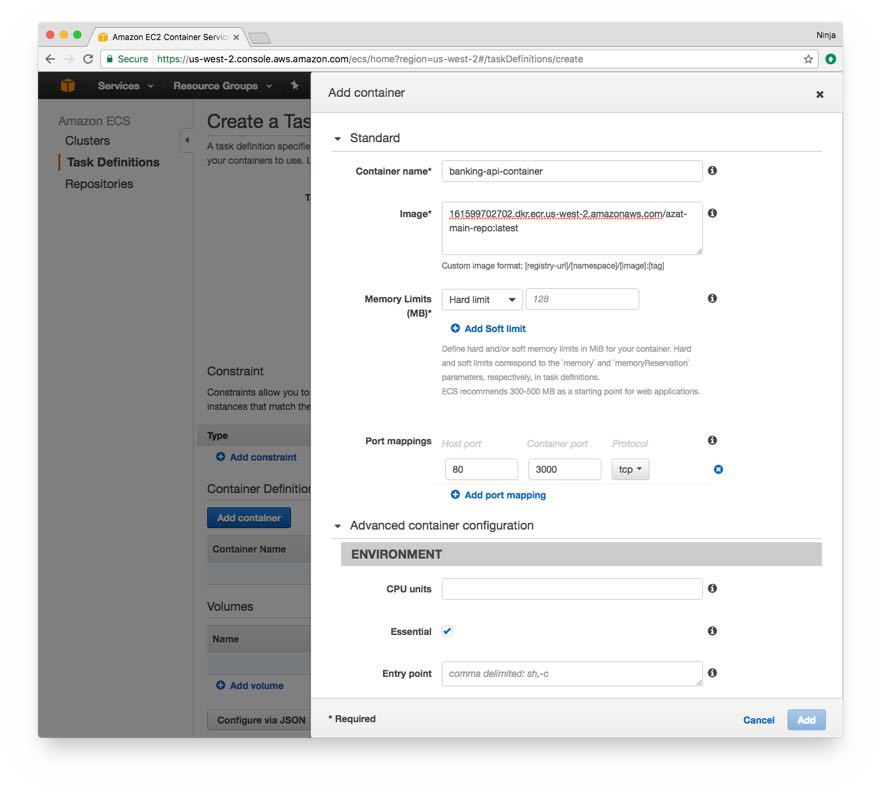 Amazon EC2 Container Servic
Ninja
Secure https://us-west-2.console.aws.amazon.com/ecs/home?region=us-west-2#/taskDefinitions/create
Services Resource Groups
Amazon ECS
Clusters
Task Definitions
Repositories
Create a Tas
A task definition specifie
your containers to use. L
T
Constraint
Constraints allow you to
instances that match the
Type
Add constraint
Container Definition
Add container
Container Name
Volumes
Name
Add volume
Configure via JSON
Add container
Standard
Container name*
banking-api-container
Image*
161599702702.dkr.ecr.us-west-2.amazonaws.com/azat-
main-repo:latest
Custom image format: [registry-url]/[namespace]/[image]:[tag]
Memory Limits
(MB)*
Hard limit
128
Add Soft limit
Define hard and/or soft memory limits in MiB for your container. Hard
and soft limits correspond to the `memory` and `memoryReservation`
parameters, respectively, in task definitions.
ECS recommends 300-500 MB as a starting point for web applications.
Port mappings
Host port Container port Protocol
80 3000 tcp
Add port mapping
Advanced container configuration
ENVIRONMENT
CPU units
Essential
Entry point
comma delimited: sh,-c
* Required
Cancel
Add